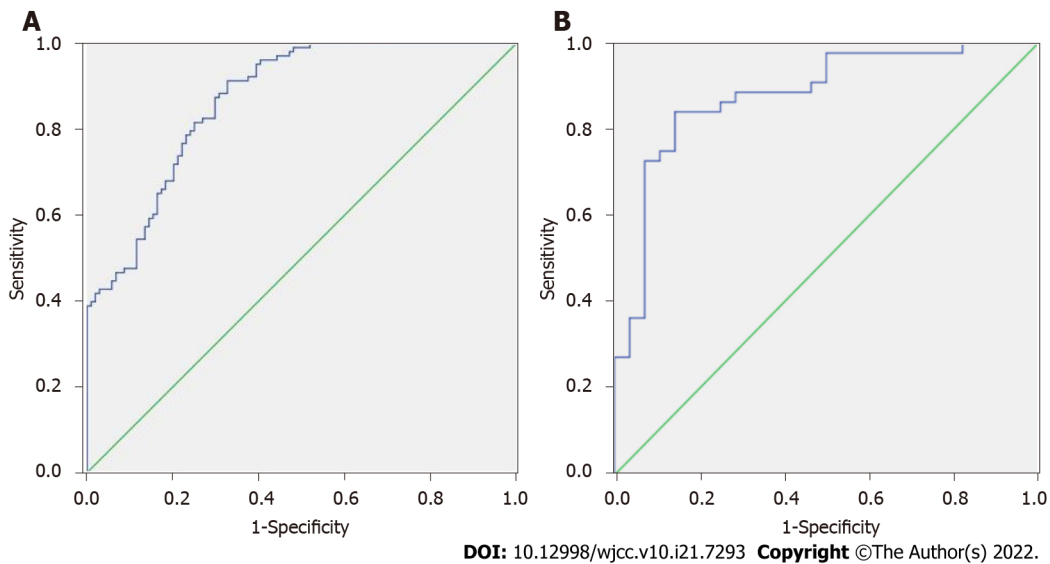 A
1.0
0.8
0.6
0.4
0.2
0.0
Sensitivity
0.0 0.2 0.4 0.6 0.8 1.0
1-Specificity
B
1.0
0.8
0.6
0.4
0.2
0.0
Sensitivity
0.0 0.2 0.4 0.6 0.8 1.0
1-Specificity
DOI: 10.12998/wjcc.v10.i21.7293 Copyright ©The Author(s) 2022.